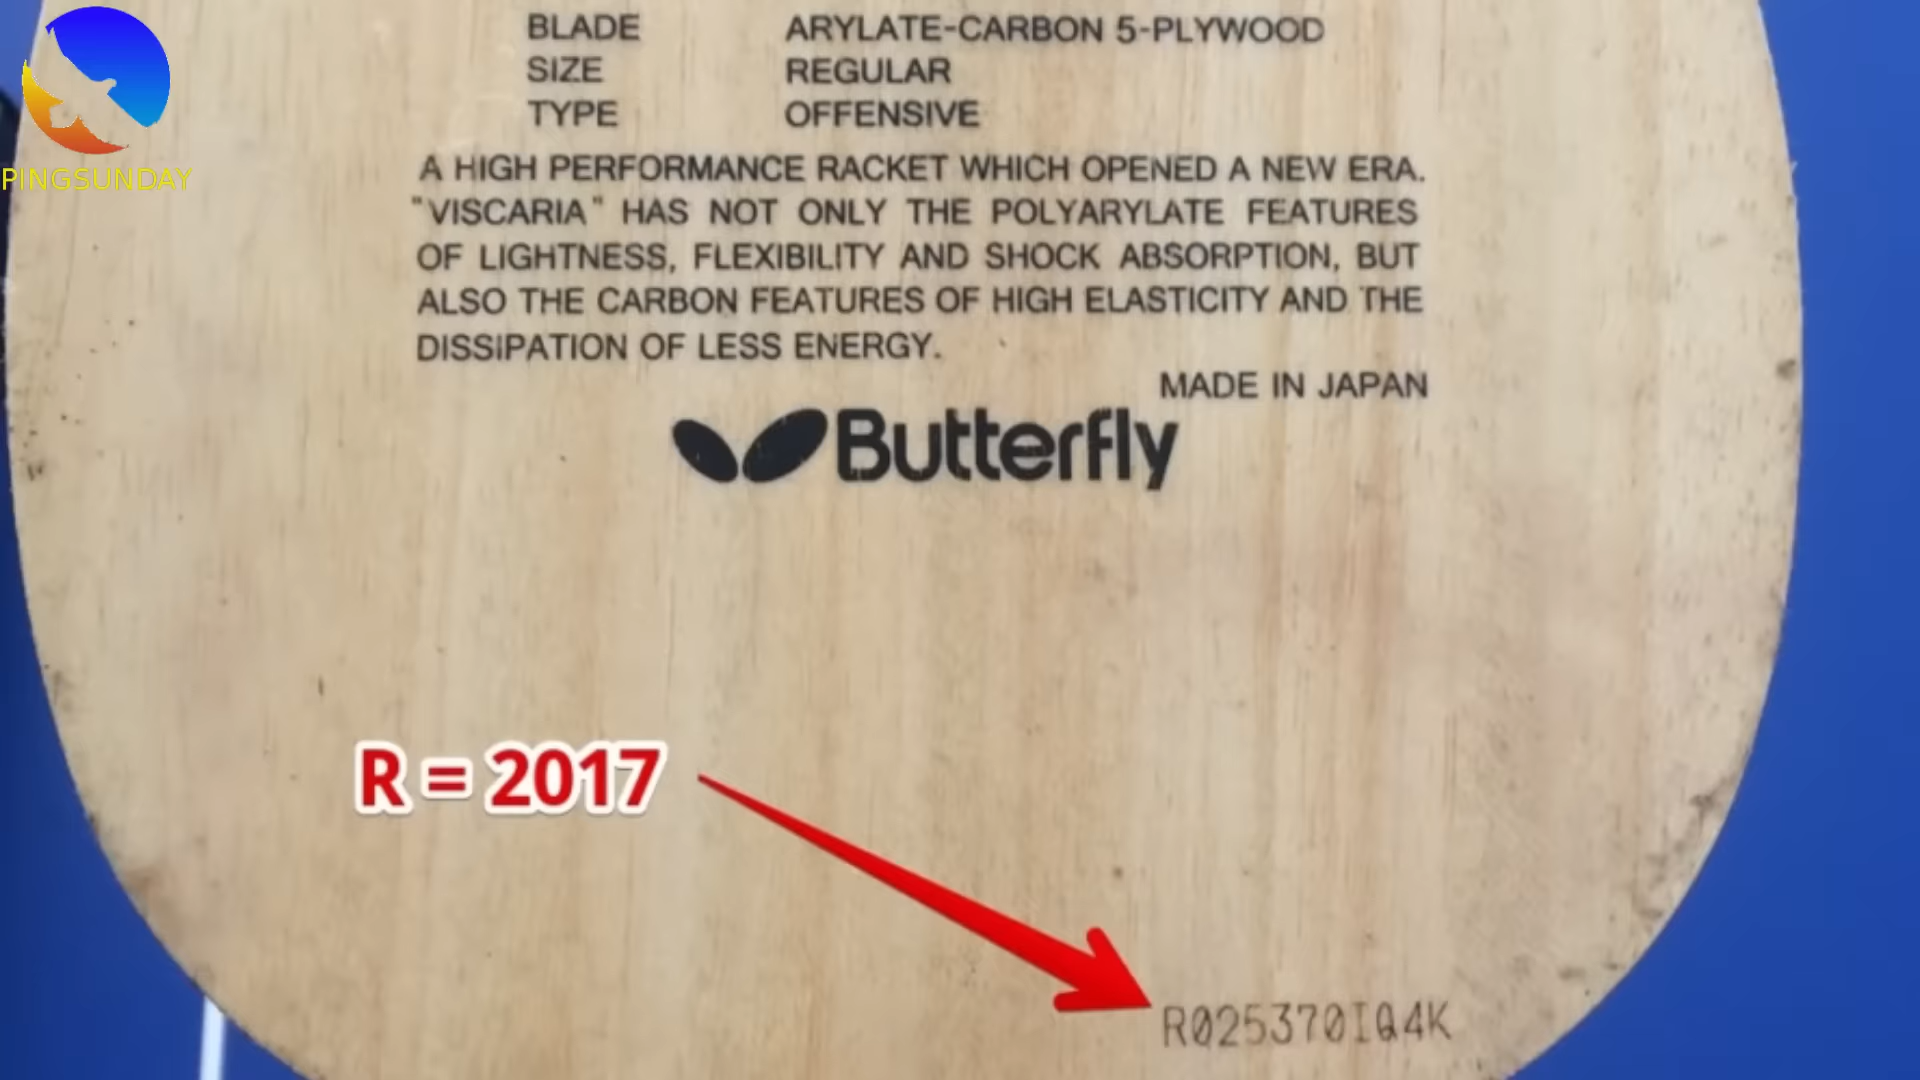 PINGSUNDAY
BLADE ARYLATE-CARBON 5-PLYWOOD
SIZE REGULAR
TYPE OFFENSIVE
A HIGH PERFORMANCE RACKET WHICH OPENED A NEW ERA.
"VISCARIA" HAS NOT ONLY THE POLYARYLATE FEATURES
OF LIGHTNESS, FLEXIBILITY AND SHOCK ABSORPTION, BUT
ALSO THE CARBON FEATURES OF HIGH ELASTICITY AND THE
DISSIPATION OF LESS ENERGY.
MADE IN JAPAN
Butterfly
R = 2017
R025370IQ4K